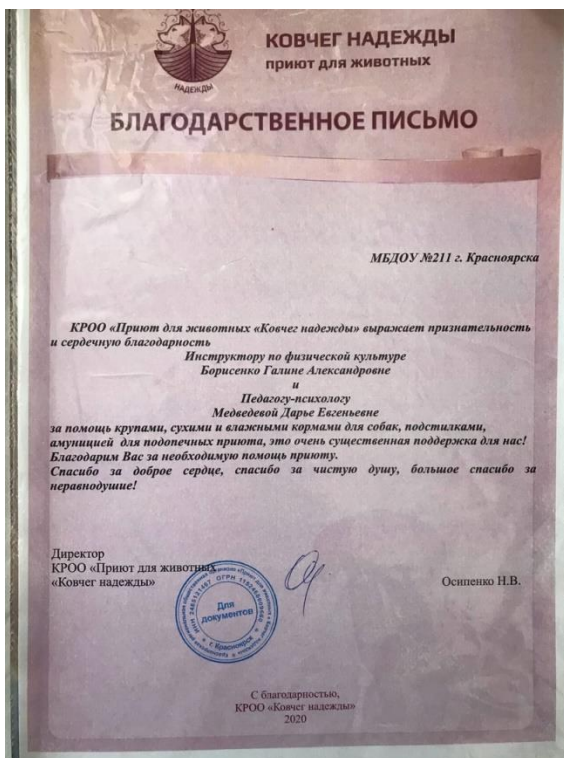 НАДЕЖДЫ
КОВЧЕГ НАДЕЖДЫ
приют для животных
БЛАГОДАРСТВЕННОЕ ПИСЬМО
МБДОУ №211 г. Красноярска
КРОО «Приют для животных «Ковчег надежды» выражает признательность
и сердечную благодарность
Инструктору по физической культуре
Борисенко Галине Александровне
и
Педагогу-психологу
Медведевой Дарье Евгеньевне
за помощь крупами, сухими и влажными кормами для собак, подстилками,
амуницией для подопечных приюта, это очень существенная поддержка для нас!
Благодарим Вас за необходимую помощь приюту.
Спасибо за доброе сердце, спасибо за чистую душу, большое спасибо за
неравнодушие!
Директор
КРОО «Приют для животных
«Ковчег надежды»
Осипенко Н.В.
Для
документов
г. Красноярск
С благодарностью,
КРОО «Ковчег надежды»
2020